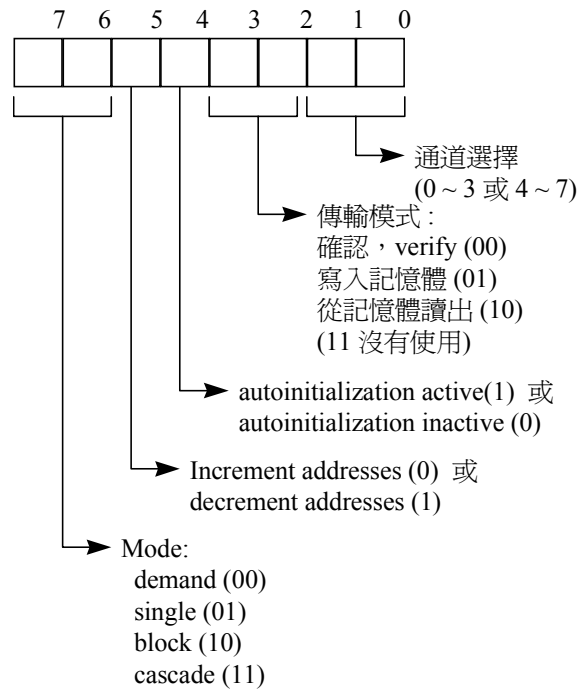 7 6 5 4 3 2 1 0
通道選擇
(0 ~ 3 或 4 ~ 7)
傳輸模式 :
確認，verify (00)
寫入記憶體 (01)
從記憶體讀出 (10)
(11 沒有使用)
autoinitialization active(1) 或
autoinitialization inactive (0)
Increment addresses (0) 或
decrement addresses (1)
Mode:
demand (00)
single (01)
block (10)
cascade (11)